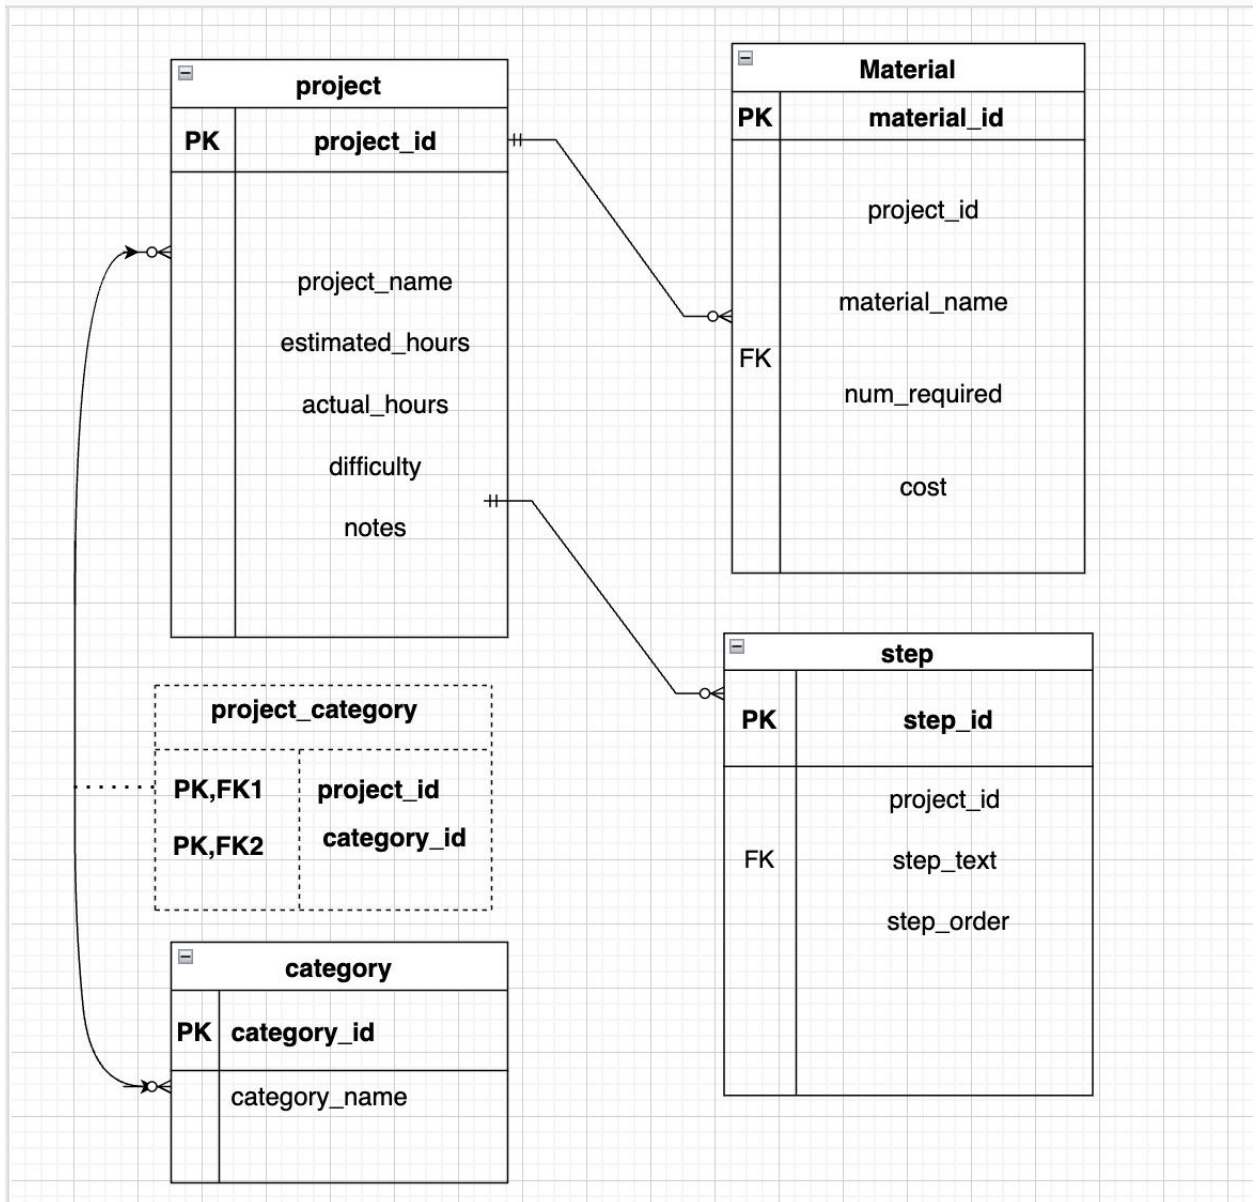 project
PK project_id
project_name
estimated_hours
actual_hours
difficulty
notes
Material
PK material_id
project_id
material_name
FK
num_required
cost
project_category
PK,FK1 project_id
PK,FK2 category_id
step
PK step_id
project_id
FK step_text
step_order
category
PK category_id
category_name